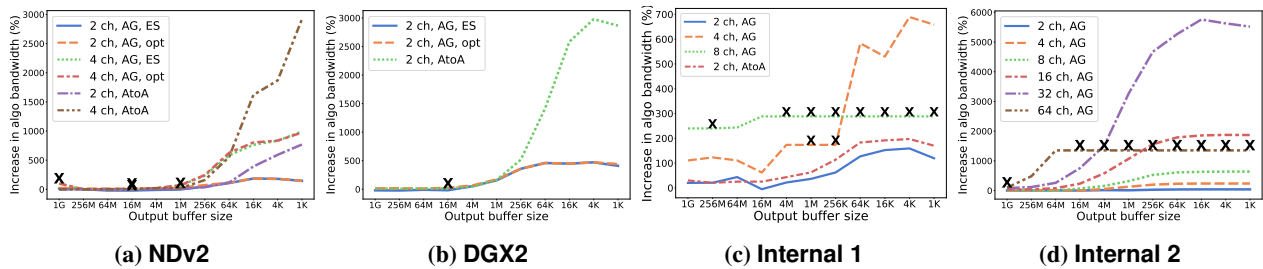 Increase in algo bandwidth (%)
3000
2500
2000
1500
1000
500
0
2 ch, AG, ES
2 ch, AG, opt
4 ch, AG, ES
4 ch, AG, opt
2 ch, AtoA
4 ch, AtoA
X X X
1G 256M 64M 16M 4M 1M 256K 64K 16K 4K 1K
Output buffer size
(a) NDv2
Increase in algo bandwidth (%)
3000
2500
2000
1500
1000
500
0
2 ch, AG, ES
2 ch, AG, opt
2 ch, AtoA
X
1G 256M 64M 16M 4M 1M 256K 64K 16K 4K 1K
Output buffer size
(b) DGX2
Increase in algo bandwidth (%)
700
600
500
400
300
200
100
0
2 ch, AG
4 ch, AG
8 ch, AG
2 ch, AtoA
X X X X X X
X X
1G 256M 64M 16M 4M 1M 256K 64K 16K 4K 1K
Output buffer size
(c) Internal 1
Increase in algo bandwidth (%)
6000
5000
4000
3000
2000
1000
0
2 ch, AG
4 ch, AG
8 ch, AG
16 ch, AG
32 ch, AG
64 ch, AG
X X X X X X X X
X
1G 256M 64M 16M 4M 1M 256K 64K 16K 4K 1K
Output buffer size
(d) Internal 2